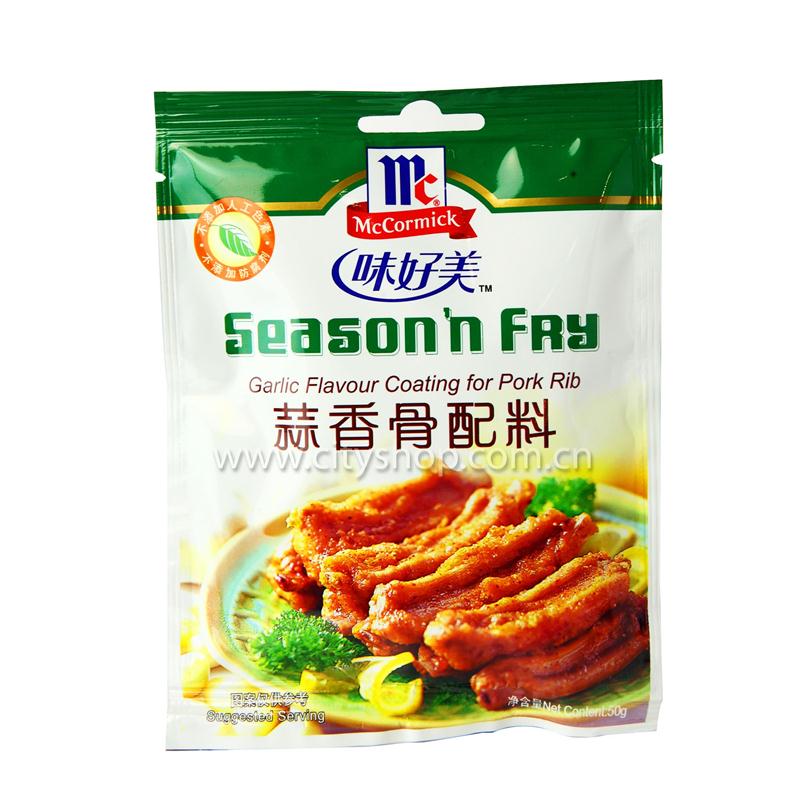 Mc
McCormick®
味好美™
不添加人工色素
不添加防腐剂
Season'n Fry
Garlic Flavour Coating for Pork Rib
蒜香骨配料
www.cityshop.com.cn
图案仅供参考
Suggested Serving
净含量Net Content:50g